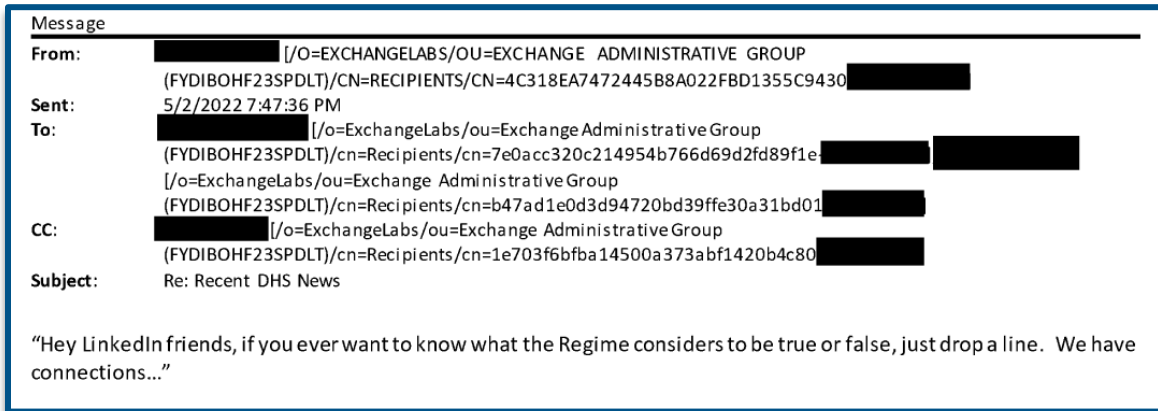 Message
From: [/O=EXCHANGELABS/OU=EXCHANGE ADMINISTRATIVE GROUP
(FYDIBOHF23SPDLT)/CN=RECIPIENTS/CN=4C318EA7472445B8A022FBD1355C9430
Sent: 5/2/2022 7:47:36 PM
To: [/o=ExchangeLabs/ou=Exchange Administrative Group
(FYDIBOHF23SPDLT)/cn=Recipients/cn=7e0acc320c214954b766d69d2fd89f1e-
[/o=ExchangeLabs/ou=Exchange Administrative Group
(FYDIBOHF23SPDLT)/cn=Recipients/cn=b47ad1e0d3d94720bd39ffe30a31bd01
CC: [/o=ExchangeLabs/ou=Exchange Administrative Group
(FYDIBOHF23SPDLT)/cn=Recipients/cn=1e703f6bfba14500a373abf1420b4c80
Subject: Re: Recent DHS News
“Hey LinkedIn friends, if you ever want to know what the Regime considers to be true or false, just drop a line. We have
connections...”